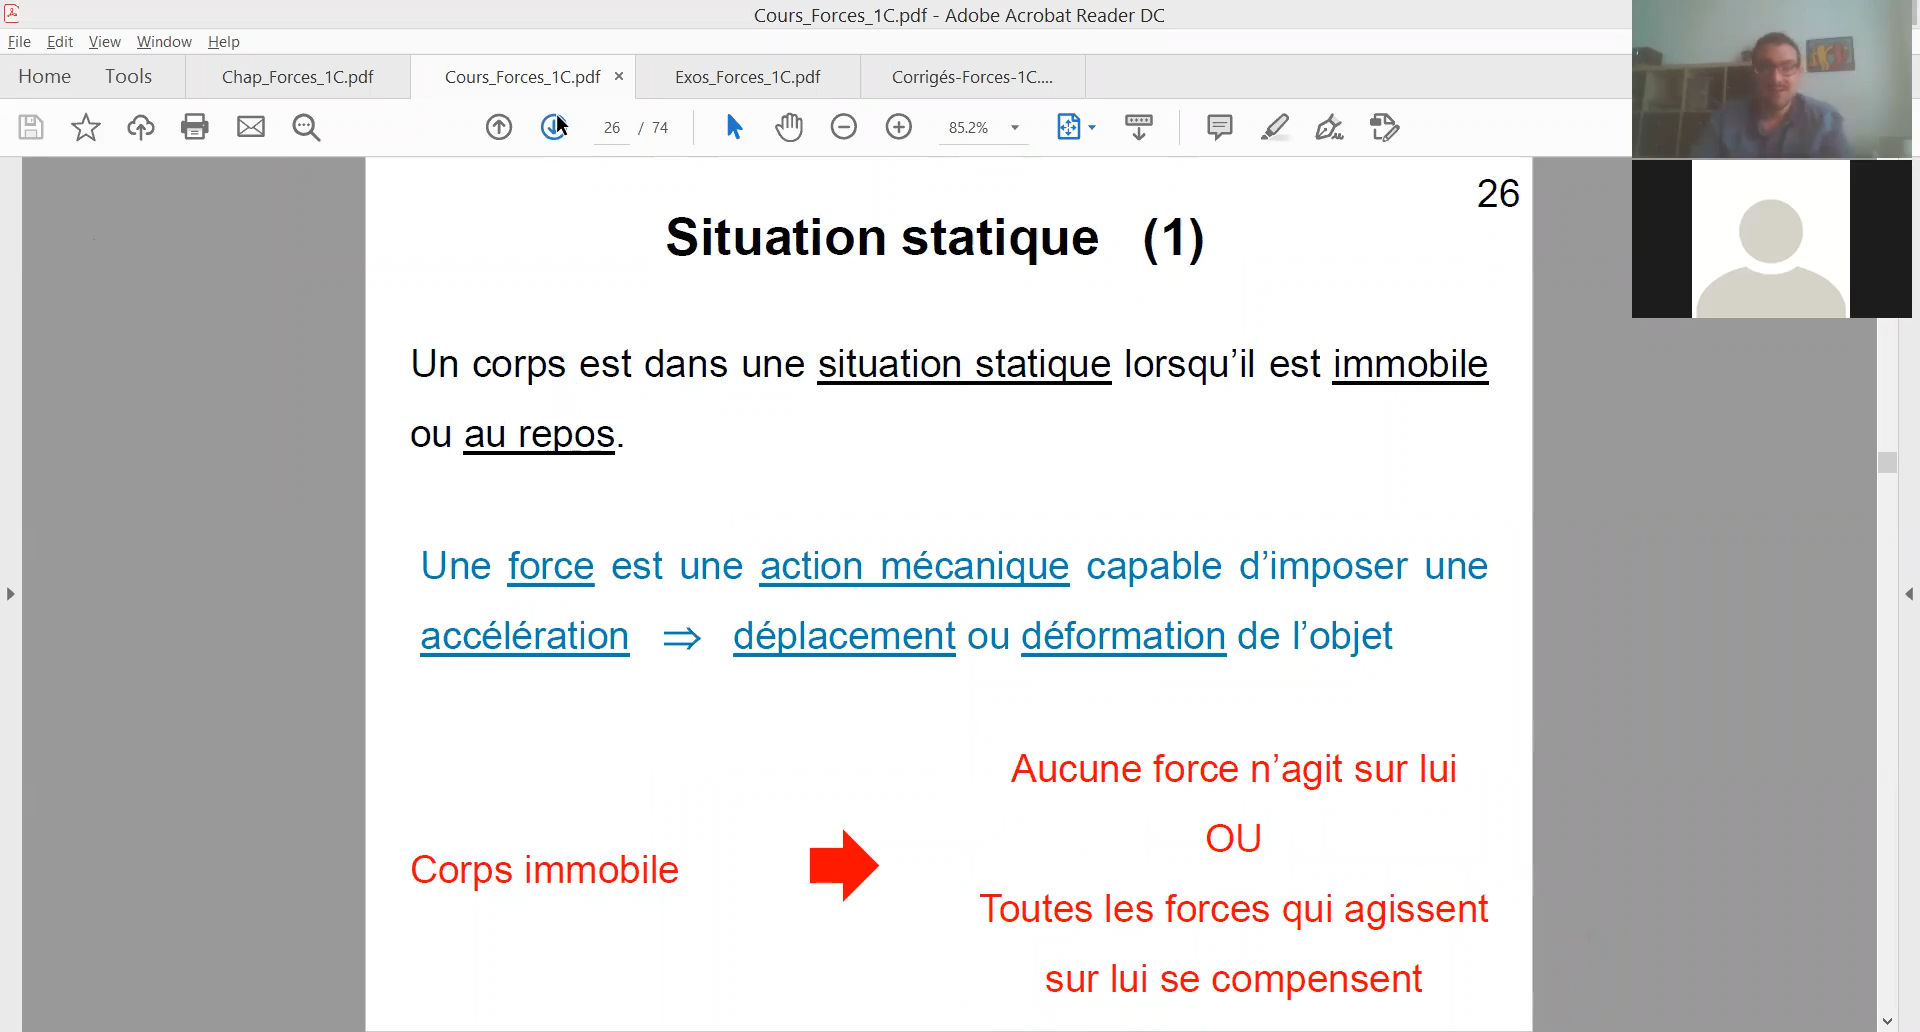 Cours_Forces_1C.pdf - Adobe Acrobat Reader DC
File Edit View Window Help
Home Tools Chap_Forces_1C.pdf Cours_Forces_1C.pdf × Exos_Forces_1C.pdf Corrigés-Forces-1C....
26 / 74 85.2%
26
Situation statique (1)
Un corps est dans une situation statique lorsqu’il est immobile
ou au repos.
Une force est une action mécanique capable d’imposer une
accélération ⇒ déplacement ou déformation de l’objet
Aucune force n’agit sur lui
OU
Corps immobile
Toutes les forces qui agissent
sur lui se compensent